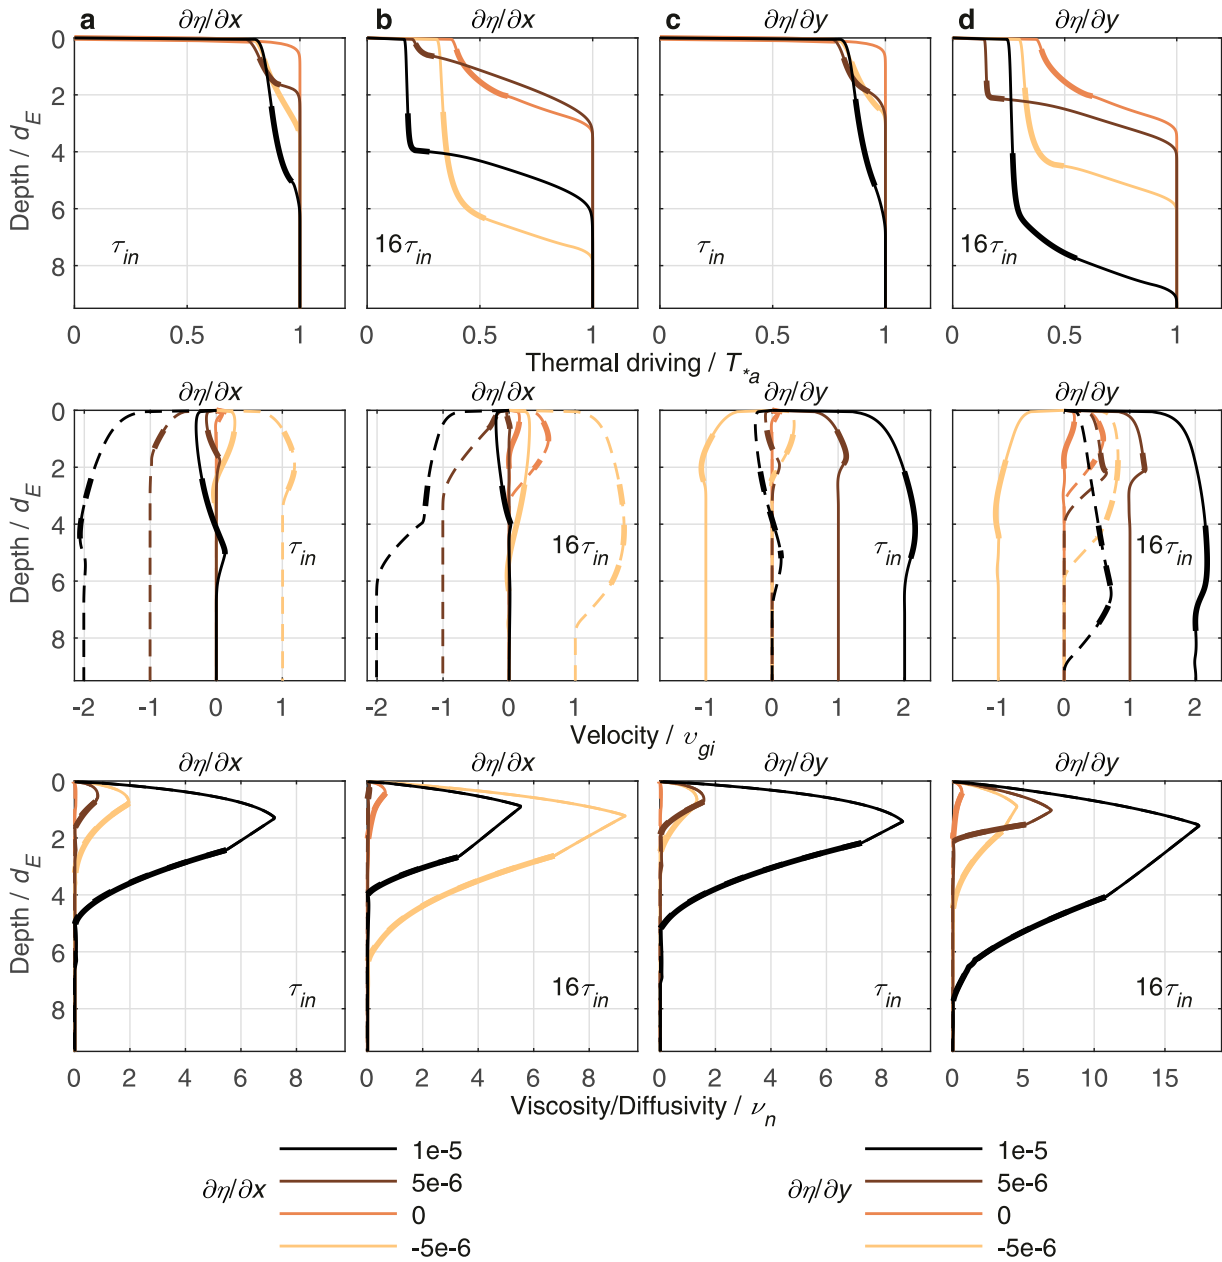 a ∂η/∂x b ∂η/∂x c ∂η/∂y d ∂η/∂y
0
2
4
6
8
Depth / d_E
τ_in 16τ_in τ_in 16τ_in
0 0.5 1 0 0.5 1 0 0.5 1 0 0.5 1
Thermal driving / T_*a
∂η/∂x ∂η/∂x ∂η/∂y ∂η/∂y
0
2
4
6
8
Depth / d_E
τ_in 16τ_in τ_in 16τ_in
-2 -1 0 1 -2 -1 0 1 -1 0 1 2 -1 0 1 2
Velocity / υ_gi
∂η/∂x ∂η/∂x ∂η/∂y ∂η/∂y
0
2
4
6
8
Depth / d_E
τ_in 16τ_in τ_in 16τ_in
0 2 4 6 8 0 2 4 6 8 0 2 4 6 8 0 5 10 15
Viscosity/Diffusivity / ν_n
∂η/∂x
1e-5
5e-6
0
-5e-6
∂η/∂y
1e-5
5e-6
0
-5e-6